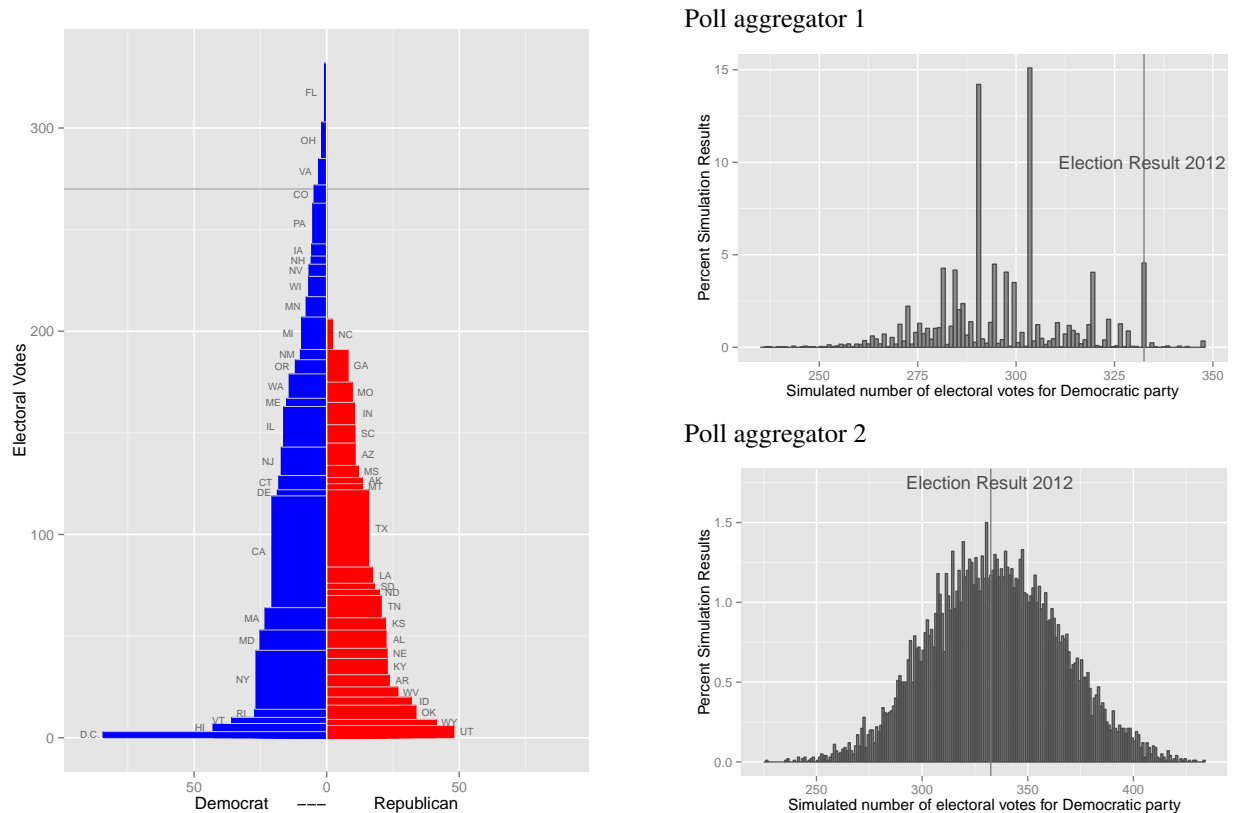 Electoral Votes
300
200
100
0
FL
OH
VA
CO
PA
IA
NH
NV
WI
MN
MI
NM
OR
WA
ME
IL
NJ
CT
DE
CA
MA
MD
NY
RI
VT
HI
D.C.
NC
GA
MO
IN
SC
AZ
MS
AK
MT
TX
LA
SD
ND
TN
KS
AL
NE
KY
AR
WV
ID
OK
WY
UT
50 0 50
Democrat --- Republican
Poll aggregator 1
Percent Simulation Results
15
10
5
0
Election Result 2012
250 275 300 325 350
Simulated number of electoral votes for Democratic party
Poll aggregator 2
Percent Simulation Results
1.5
1.0
0.5
0.0
Election Result 2012
250 300 350 400
Simulated number of electoral votes for Democratic party